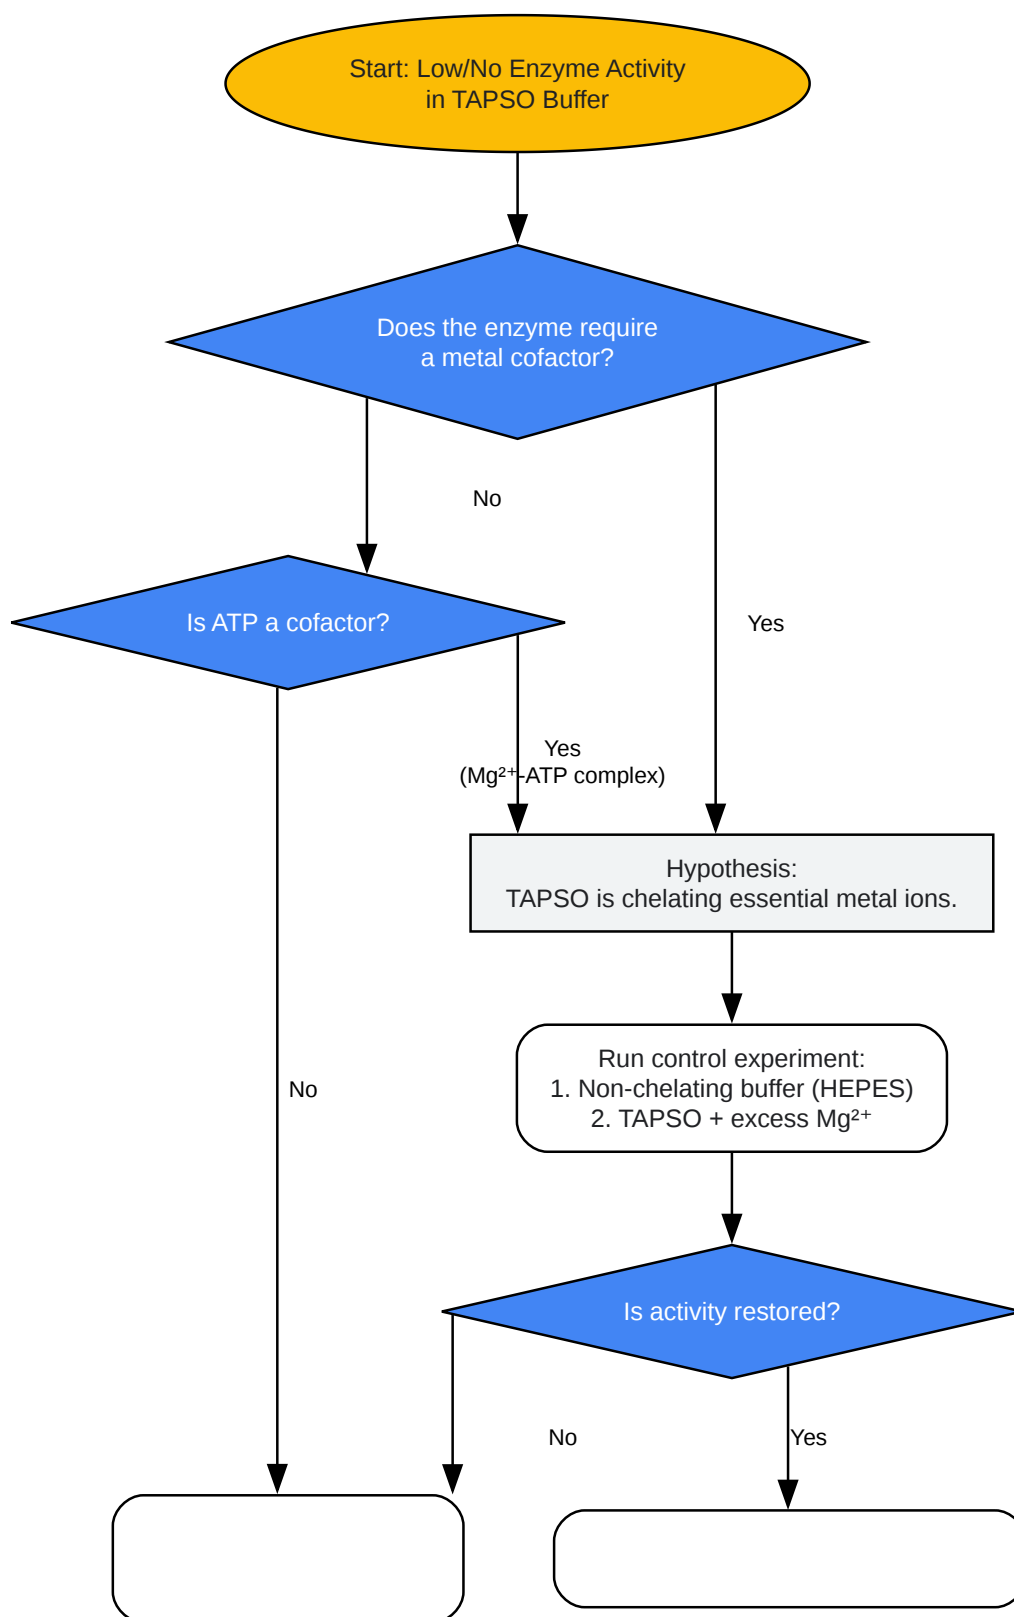 Start: Low/No Enzyme Activity
in TAPSO Buffer
Does the enzyme require
a metal cofactor?
No
Is ATP a cofactor?
Yes
Yes
(Mg²⁺-ATP complex)
Hypothesis:
TAPSO is chelating essential metal ions.
Run control experiment:
1. Non-chelating buffer (HEPES)
2. TAPSO + excess Mg²⁺
No
Is activity restored?
No
Yes